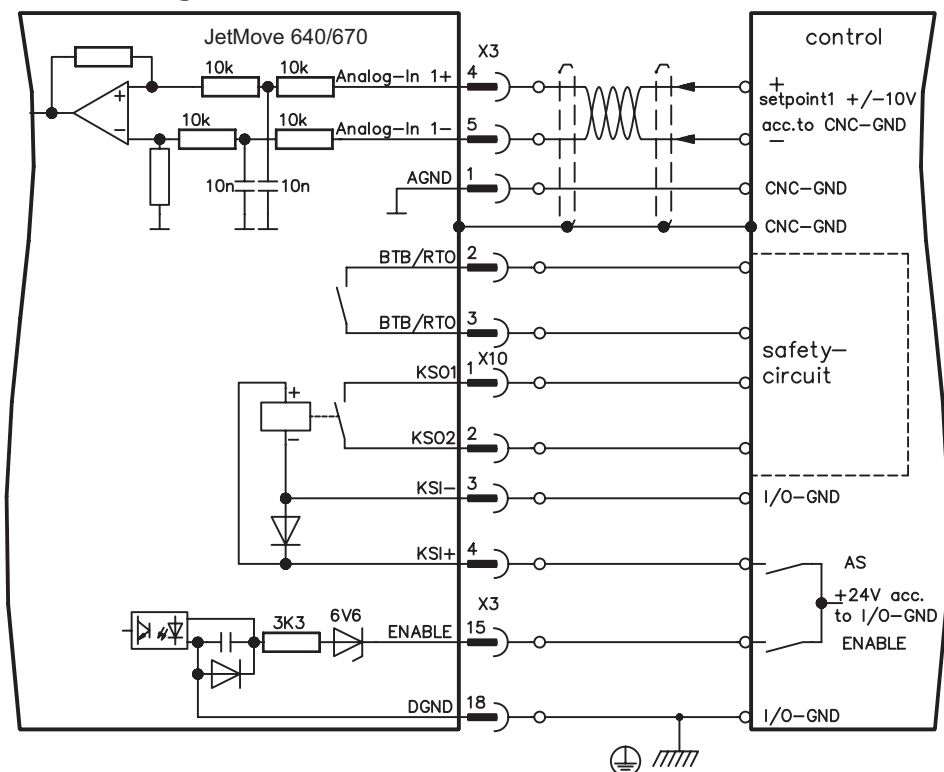 JetMove 640/670
X3
control
10k
10k
Analog-In 1+
4
+
setpoint1 +/-10V
acc.to CNC-GND
-
10k
10k
Analog-In 1-
5
+
-
10n
10n
AGND
1
CNC-GND
CNC-GND
BTB/RTO
2
BTB/RTO
3
safety-
circuit
X10
KSO1
1
+
-
KSO2
2
KSI-
3
I/O-GND
KSI+
4
AS
+24V acc.
to I/O-GND
X3
3K3
6V6
ENABLE
15
ENABLE
DGND
18
I/O-GND